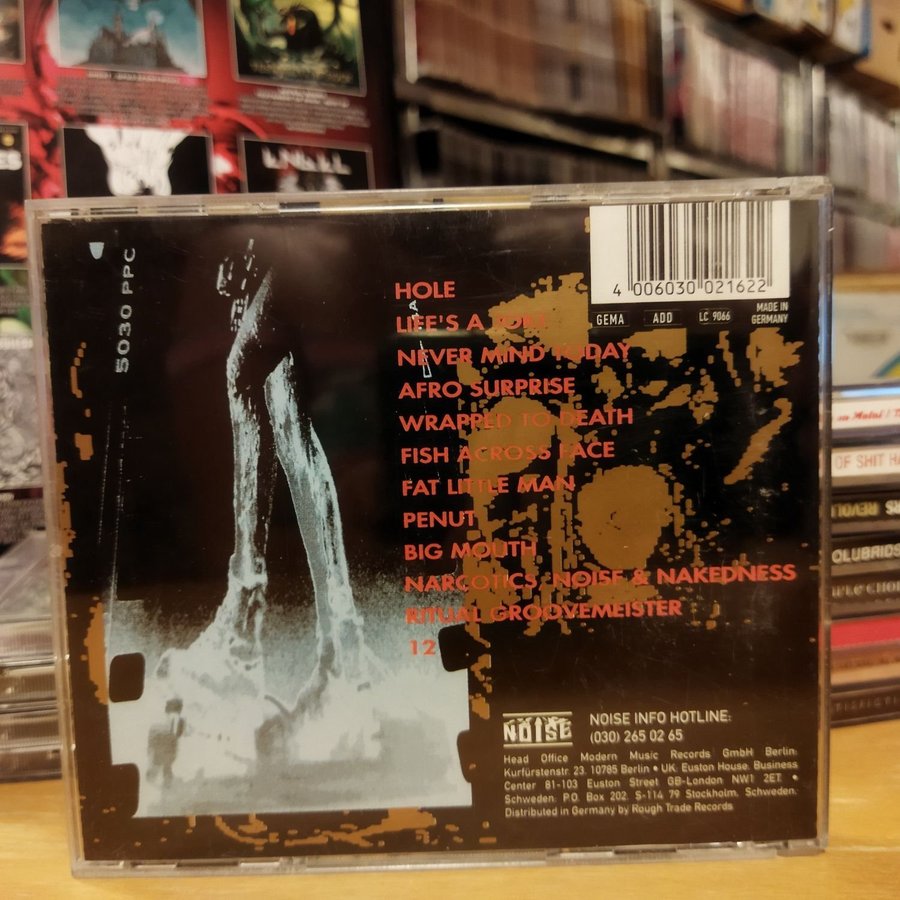 5030 PPC
HOLE
LIFE'S A
NEVER MIND TODAY
AFRO SURPRISE
WRAPPED TO DEATH
FISH ACROSS FACE
FAT LITTLE MAN
PENUT
BIG MOUTH
NARCOTICS, NOISE & NAKEDNESS
RITUAL GROOVEMEISTER
12
4 006030 021622
GEMA ADD LC 9066 MADE IN
GERMANY
NOISE
NOISE INFO HOTLINE:
(030) 265 02 65
Head Office Modern Music Records GmbH Berlin:
Kurfürstenstr. 23. 10785 Berlin • UK: Euston House. Business
Center 81-103 Euston Street GB-London NW1 2ET. •
Schweden: P.O. Box 202, S-114 79 Stockholm. Schweden.
Distributed in Germany by Rough Trade Records
OF SHIT